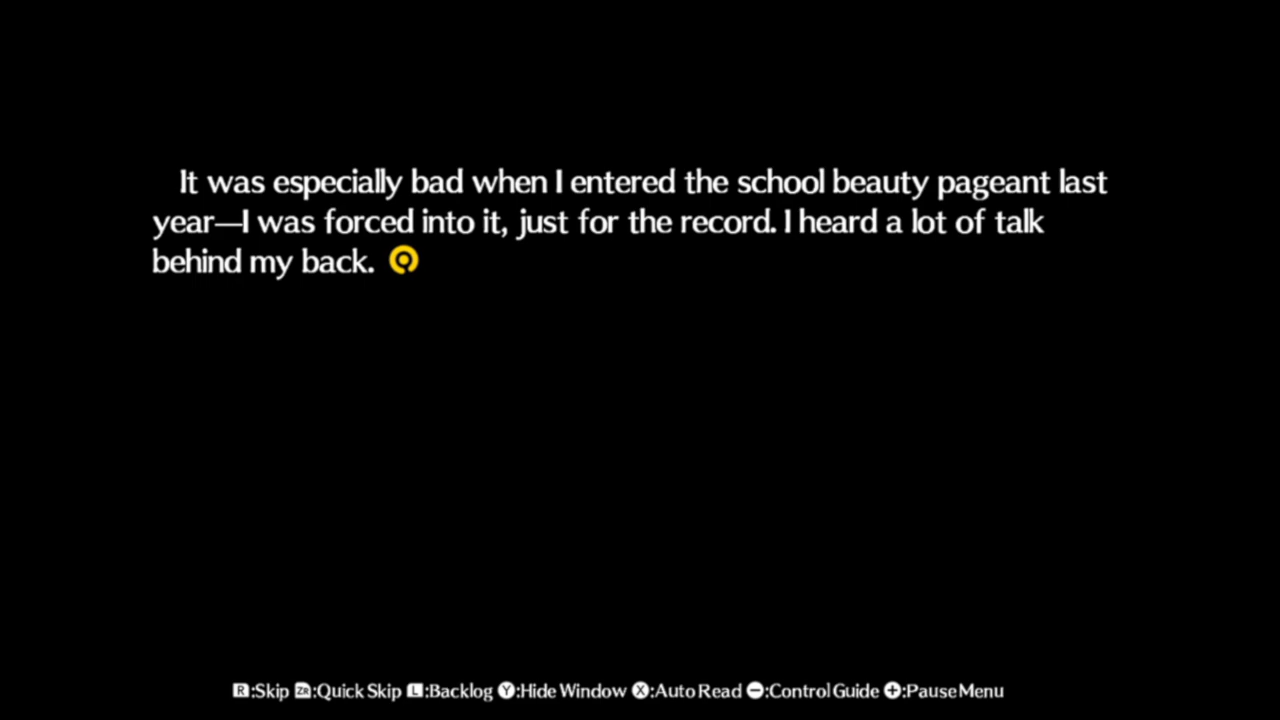 It was especially bad when I entered the school beauty pageant last
year—I was forced into it, just for the record. I heard a lot of talk
behind my back.
R:Skip ZR:Quick Skip L:Backlog Y:Hide Window X:Auto Read −:Control Guide +:Pause Menu